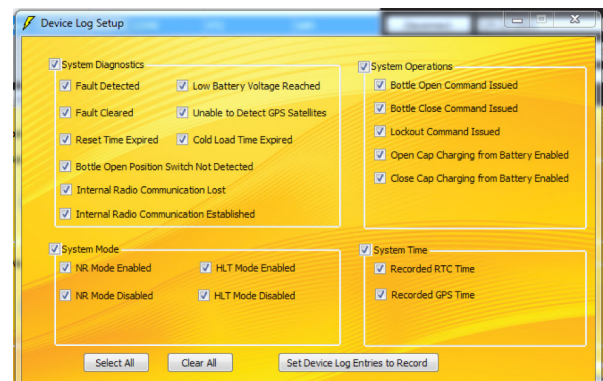 Device Log Setup
System Diagnostics
Fault Detected
Low Battery Voltage Reached
Fault Cleared
Unable to Detect GPS Satellites
Reset Time Expired
Cold Load Time Expired
Bottle Open Position Switch Not Detected
Internal Radio Communication Lost
Internal Radio Communication Established
System Operations
Bottle Open Command Issued
Bottle Close Command Issued
Lockout Command Issued
Open Cap Charging from Battery Enabled
Close Cap Charging from Battery Enabled
System Mode
NR Mode Enabled
HLT Mode Enabled
NR Mode Disabled
HLT Mode Disabled
System Time
Recorded RTC Time
Recorded GPS Time
Select All
Clear All
Set Device Log Entries to Record